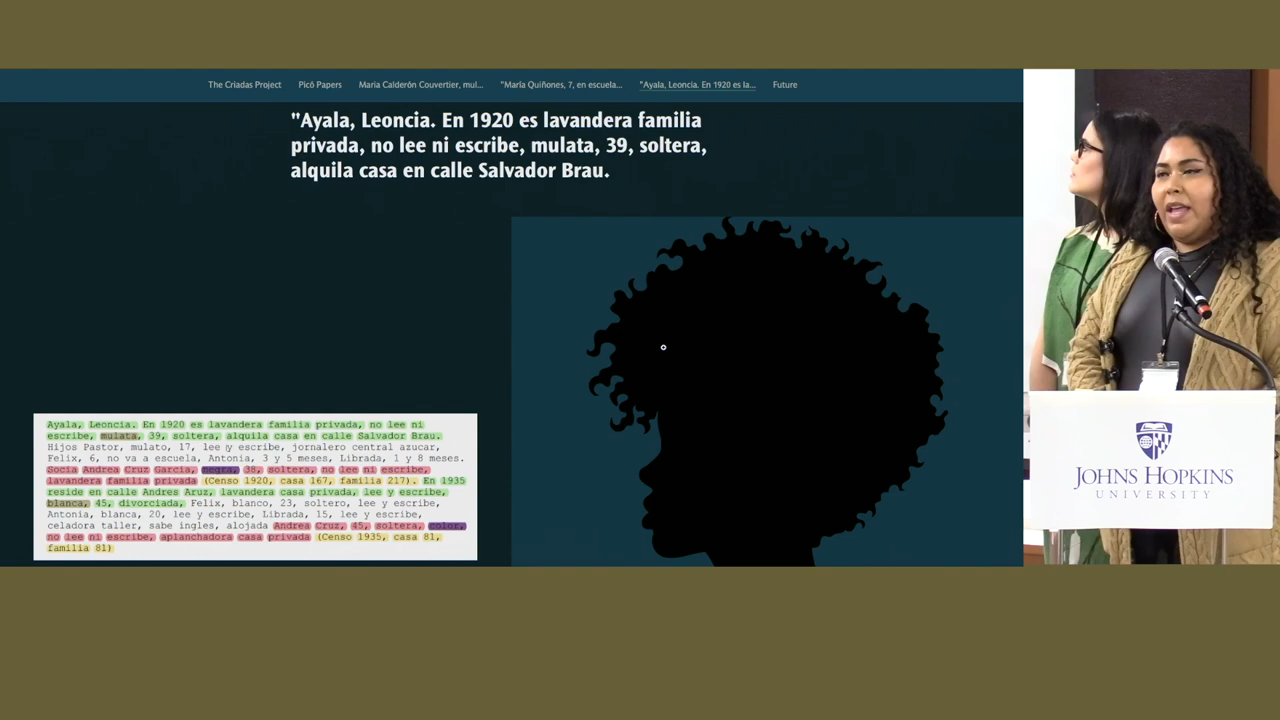 The Criadas Project
Picó Papers
Maria Calderón Couvertier, mul...
"María Quiñones, 7, en escuela...
"Ayala, Leoncia. En 1920 es la...
Future
"Ayala, Leoncia. En 1920 es lavandera familia
privada, no lee ni escribe, mulata, 39, soltera,
alquila casa en calle Salvador Brau.
Ayala, Leoncia. En 1920 es lavandera familia privada, no lee ni
escribe, mulata, 39, soltera, alquila casa en calle Salvador Brau.
Hijos Pastor, mulato, 17, lee y escribe, jornalero central azucar,
Felix, 6, no va a escuela, Antonia, 3 y 5 meses, Librada, 1 y 8 meses.
Socia Andrea Cruz Garcia, negra, 38, soltera, no lee ni escribe,
lavandera familia privada (Censo 1920, casa 167, familia 217). En 1935
reside en calle Andres Aruz, lavandera casa privada, lee y escribe,
blanca, 45, divorciada, Felix, blanco, 23, soltero, lee y escribe,
Antonia, blanca, 20, lee y escribe, Librada, 15, lee y escribe,
celadora taller, sabe ingles, alojada Andrea Cruz, 45, soltera, color,
no lee ni escribe, aplanchadora casa privada (Censo 1935, casa 81,
familia 81)
JOHNS HOPKINS
UNIVERSITY